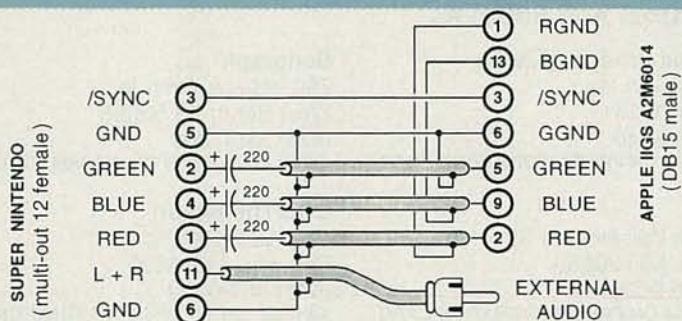 1 RGND
13 BGND
/SYNC 3 3 /SYNC
GND 5 6 GGND
GREEN 2 + 220 5 GREEN
BLUE 4 + 220 9 BLUE
RED 1 + 220 2 RED
L + R 11
GND 6
EXTERNAL
AUDIO
SUPER NINTENDO
(multi-out 12 female)
APPLE IIGS A2M6014
(DB15 male)